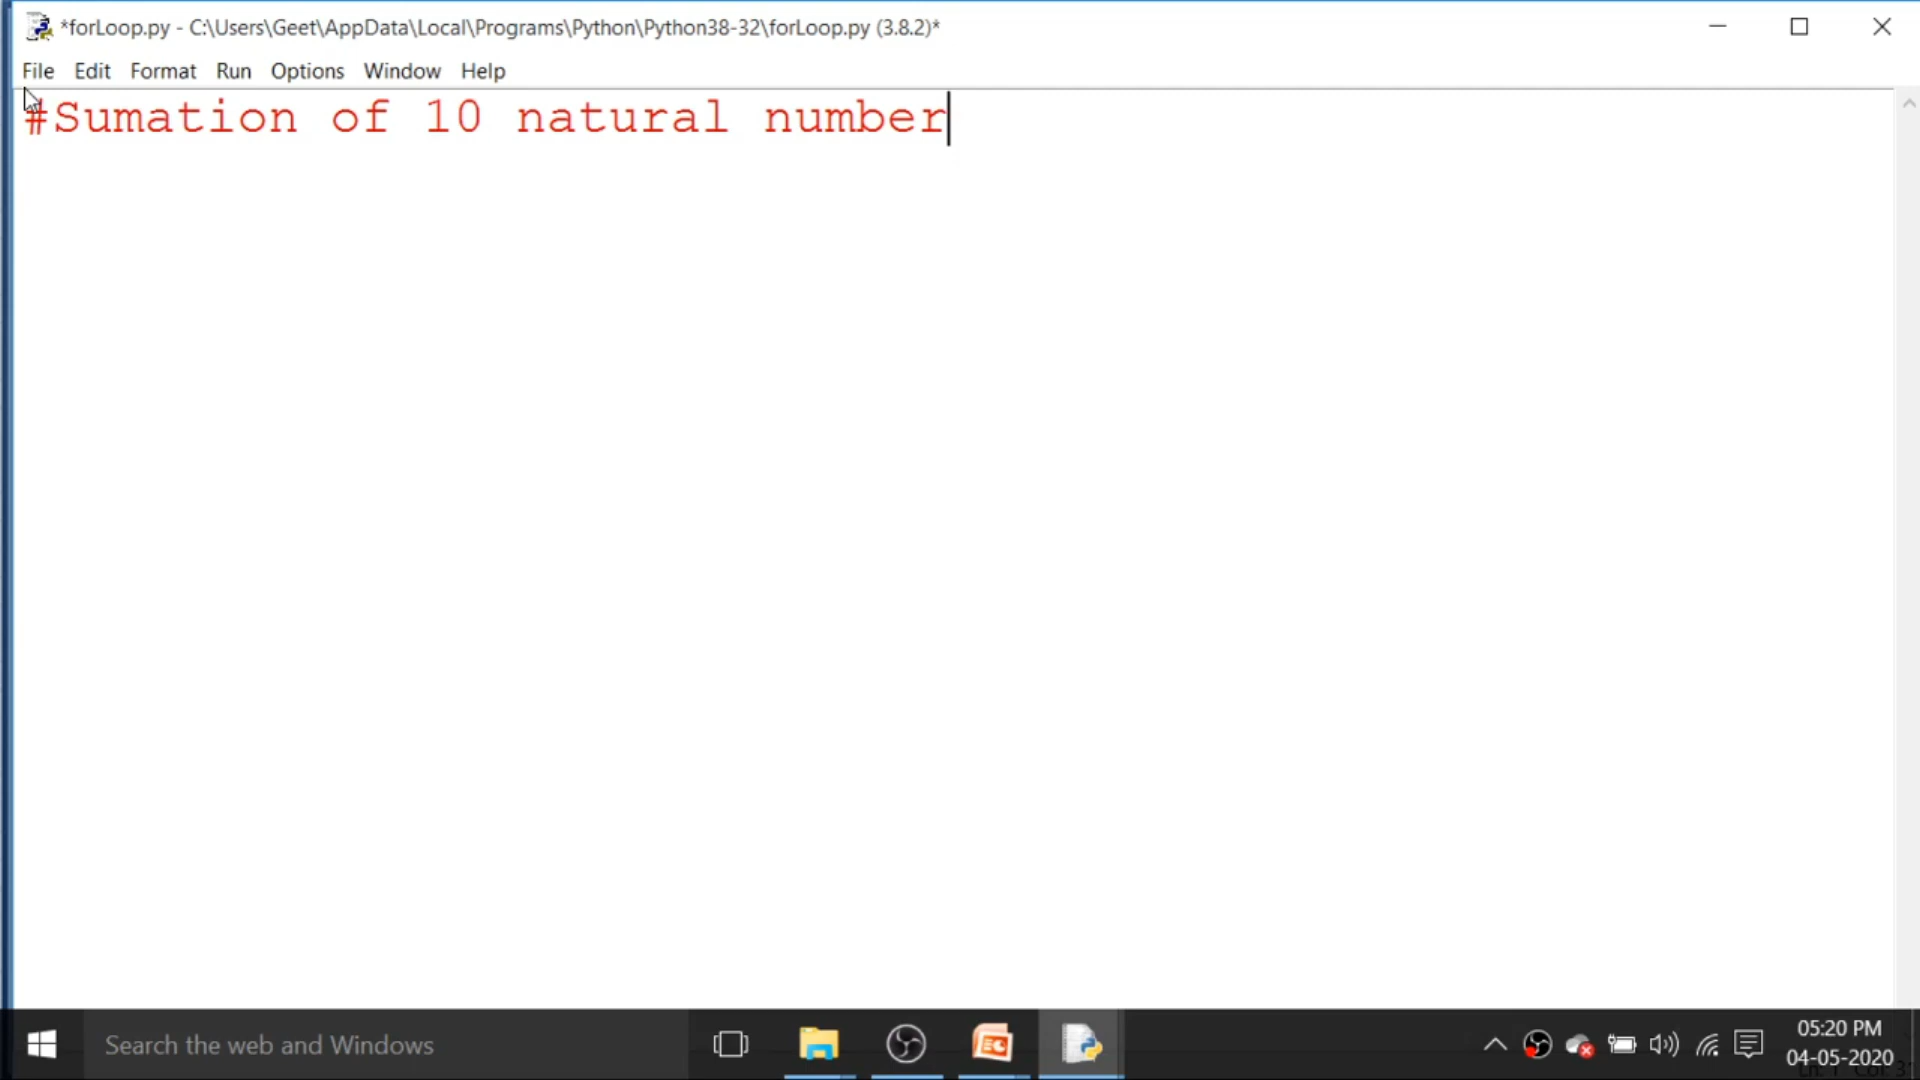 *forLoop.py - C:\Users\Geet\AppData\Local\Programs\Python\Python38-32\forLoop.py (3.8.2)*
File Edit Format Run Options Window Help
#Sumation of 10 natural number
Search the web and Windows
05:20 PM
04-05-2020